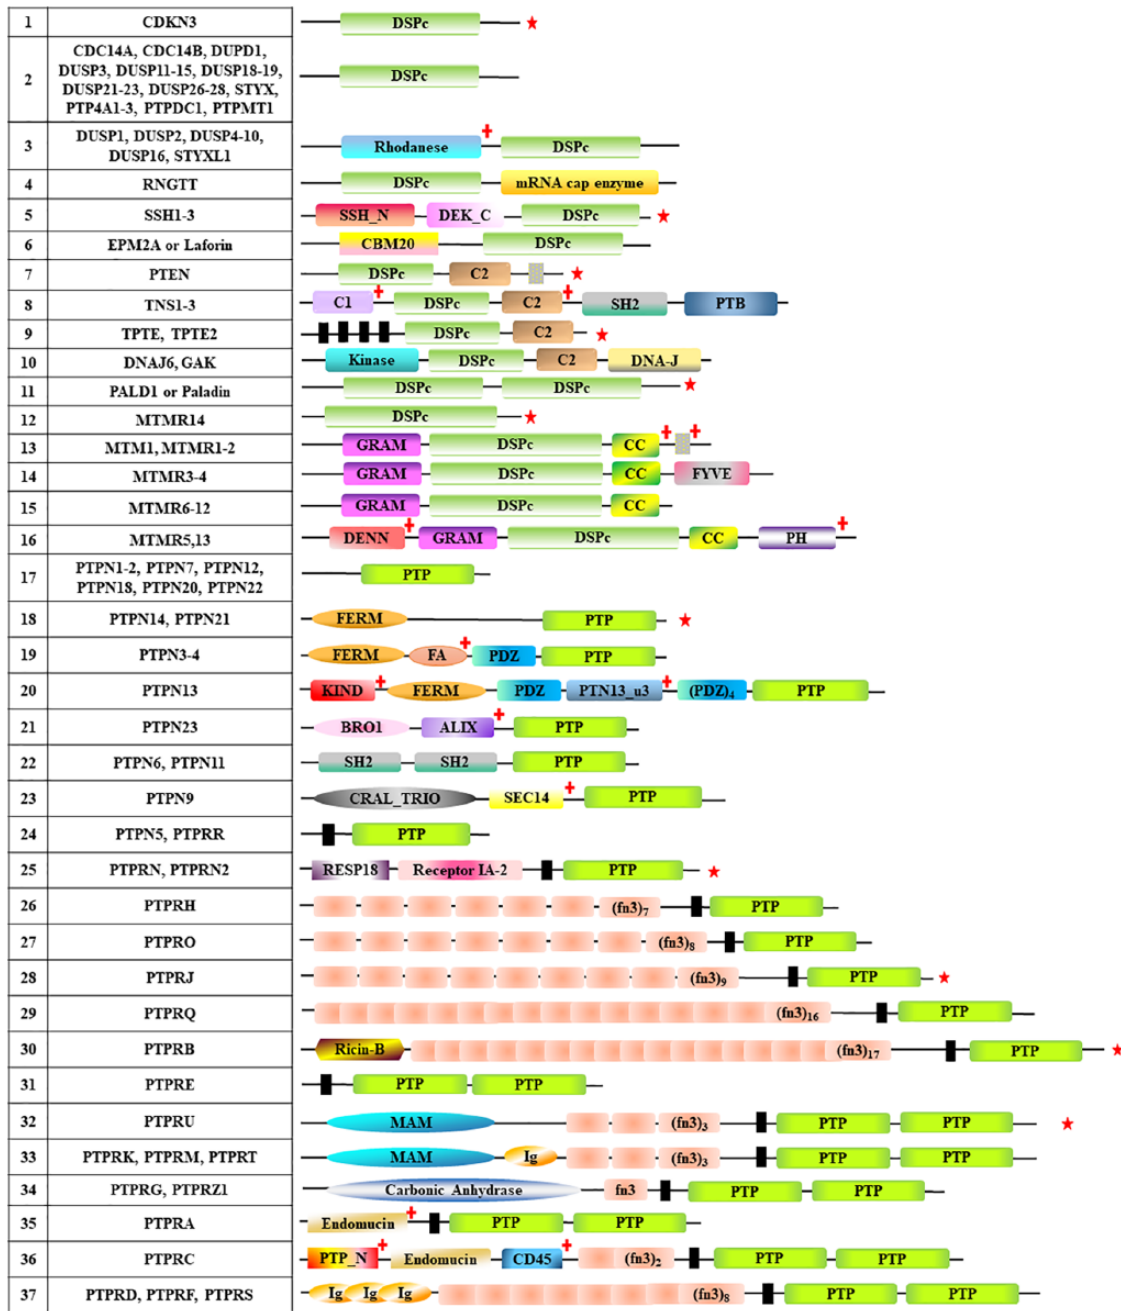 1 CDKN3 DSPc
2 CDC14A, CDC14B, DUPD1,
DUSP3, DUSP11-15, DUSP18-19,
DUSP21-23, DUSP26-28, STYX,
PTP4A1-3, PTPDC1, PTPMT1
DSPc
3 DUSP1, DUSP2, DUSP4-10,
DUSP16, STYXL1
Rhodanese DSPc
4 RNGTT DSPc mRNA cap enzyme
5 SSH1-3 SSH_N DEK_C DSPc
6 EPM2A or Laforin CBM20 DSPc
7 PTEN DSPc C2
8 TNS1-3 C1 DSPc C2 SH2 PTB
9 TPTE, TPTE2 DSPc C2
10 DNAJ6, GAK Kinase DSPc C2 DNA-J
11 PALD1 or Paladin DSPc DSPc
12 MTMR14 DSPc
13 MTM1, MTMR1-2 GRAM DSPc CC
14 MTMR3-4 GRAM DSPc CC FYVE
15 MTMR6-12 GRAM DSPc CC
16 MTMR5,13 DENN GRAM DSPc CC PH
17 PTPN1-2, PTPN7, PTPN12,
PTPN18, PTPN20, PTPN22
PTP
18 PTPN14, PTPN21 FERM PTP
19 PTPN3-4 FERM FA PDZ PTP
20 PTPN13 KIND FERM PDZ PTN13_u3 (PDZ)4 PTP
21 PTPN23 BRO1 ALIX PTP
22 PTPN6, PTPN11 SH2 SH2 PTP
23 PTPN9 CRAL_TRIO SEC14 PTP
24 PTPN5, PTPRR PTP
25 PTPRN, PTPRN2 RESP18 Receptor IA-2 PTP
26 PTPRH (fn3)7 PTP
27 PTPRO (fn3)8 PTP
28 PTPRJ (fn3)9 PTP
29 PTPRQ (fn3)16 PTP
30 PTPRB Ricin-B (fn3)17 PTP
31 PTPRE PTP PTP
32 PTPRU MAM (fn3)3 PTP PTP
33 PTPRK, PTPRM, PTPRT MAM Ig (fn3)3 PTP PTP
34 PTPRG, PTPRZ1 Carbonic Anhydrase fn3 PTP PTP
35 PTPRA Endomucin PTP PTP
36 PTPRC PTP_N Endomucin CD45 (fn3)2 PTP PTP
37 PTPRD, PTPRF, PTPRS Ig Ig Ig (fn3)8 PTP PTP